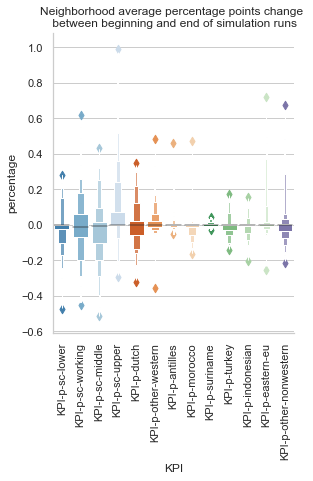 Neighborhood average percentage points change
between beginning and end of simulation runs
percentage
1.0
0.8
0.6
0.4
0.2
0.0
−0.2
−0.4
−0.6
KPI-p-sc-lower
KPI-p-sc-working
KPI-p-sc-middle
KPI-p-sc-upper
KPI-p-dutch
KPI-p-other-western
KPI-p-antilles
KPI-p-morocco
KPI-p-suriname
KPI-p-turkey
KPI-p-indonesian
KPI-p-eastern-eu
KPI-p-other-nonwestern
KPI